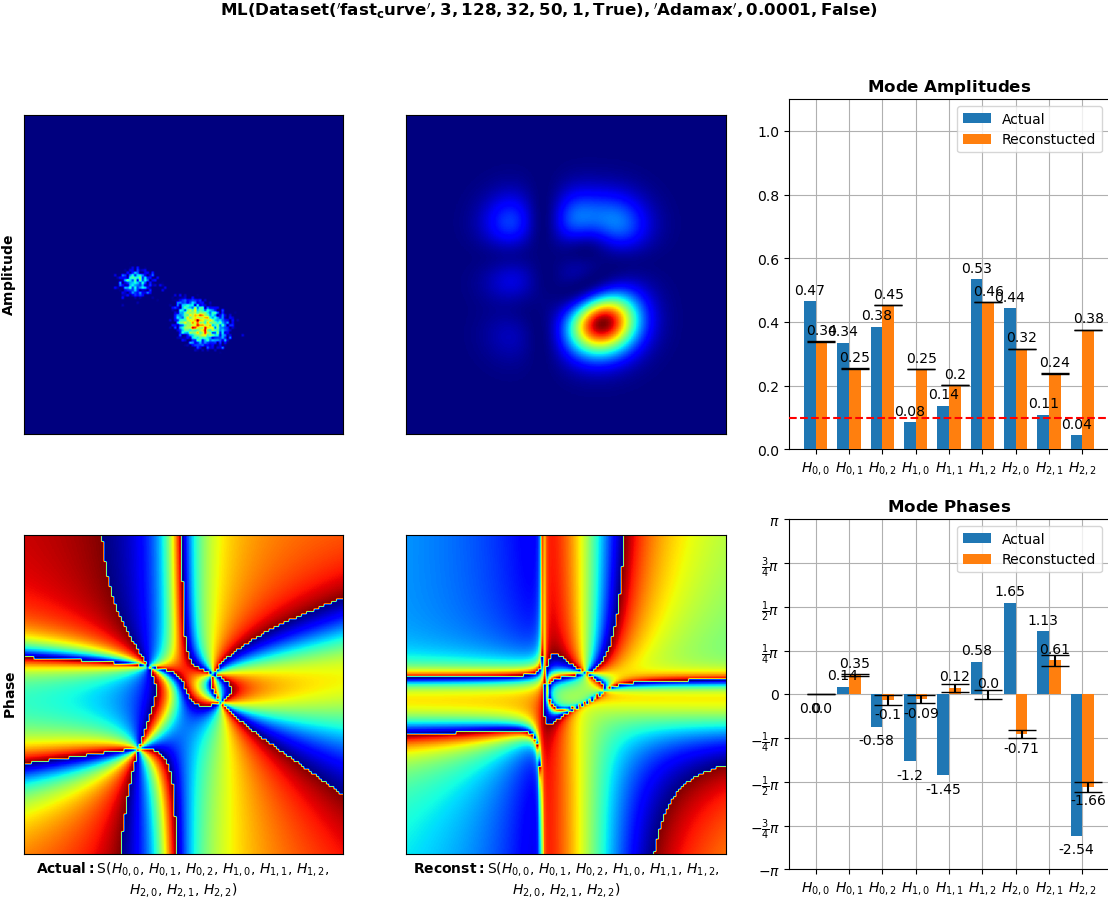 ML(Dataset('fast_curve', 3, 128, 32, 50, 1, True), 'Adamax', 0.0001, False)
Amplitude
Mode Amplitudes
Actual
Reconstucted
1.0
0.8
0.6
0.4
0.2
0.0
0.47
0.34
0.34
0.25
0.38
0.45
0.08
0.25
0.14
0.2
0.53
0.46
0.44
0.32
0.11
0.24
0.04
0.38
H0,0 H0,1 H0,2 H1,0 H1,1 H1,2 H2,0 H2,1 H2,2
Phase
Mode Phases
Actual
Reconstucted
π
3/4π
1/2π
1/4π
0
−1/4π
−1/2π
−3/4π
−π
0.0
0.0
0.14
0.35
-0.58
-0.1
-1.2
-0.09
-1.45
0.12
0.58
0.0
1.65
-0.71
1.13
0.61
-2.54
-1.66
H0,0 H0,1 H0,2 H1,0 H1,1 H1,2 H2,0 H2,1 H2,2
Actual: S(H0,0, H0,1, H0,2, H1,0, H1,1, H1,2,
H2,0, H2,1, H2,2)
Reconst: S(H0,0, H0,1, H0,2, H1,0, H1,1, H1,2,
H2,0, H2,1, H2,2)